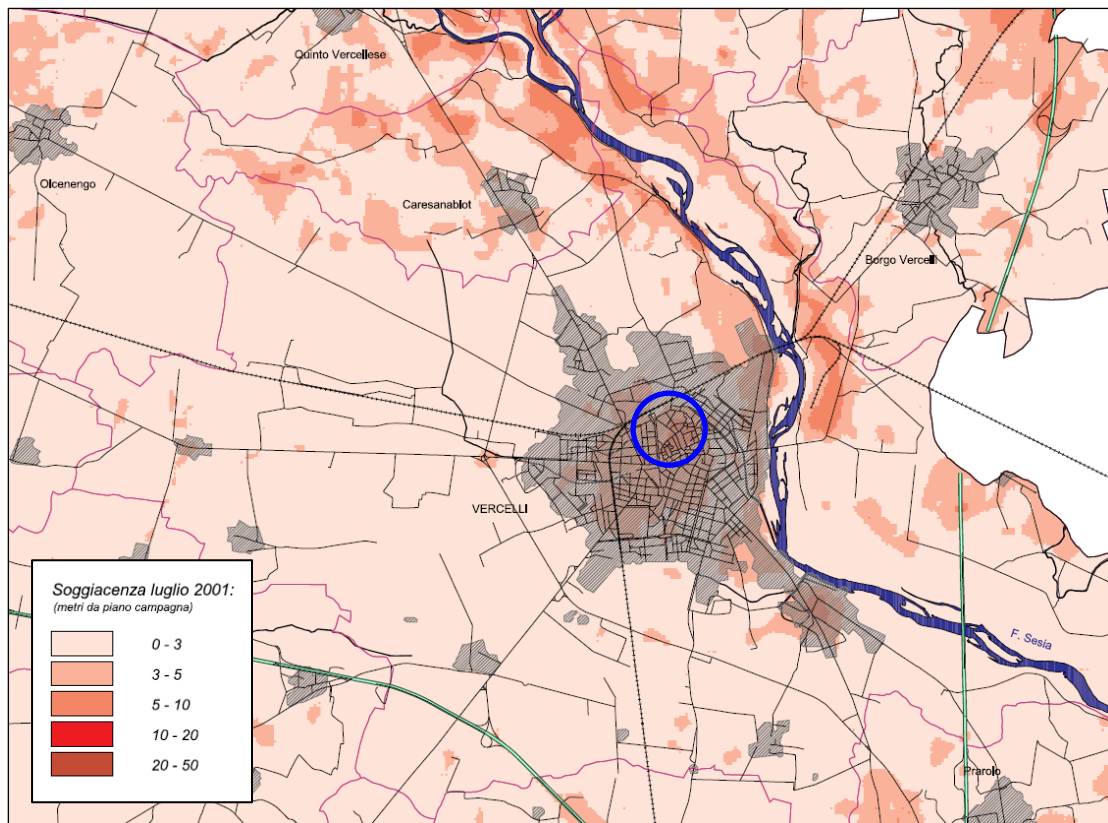 Quinto Vercellese
Olcenengo
Caresanablot
Borgo Vercelli
VERCELLI
F. Sesia
Prarolo
Soggiacenza luglio 2001:
(metri da piano campagna)
0 - 3
3 - 5
5 - 10
10 - 20
20 - 50